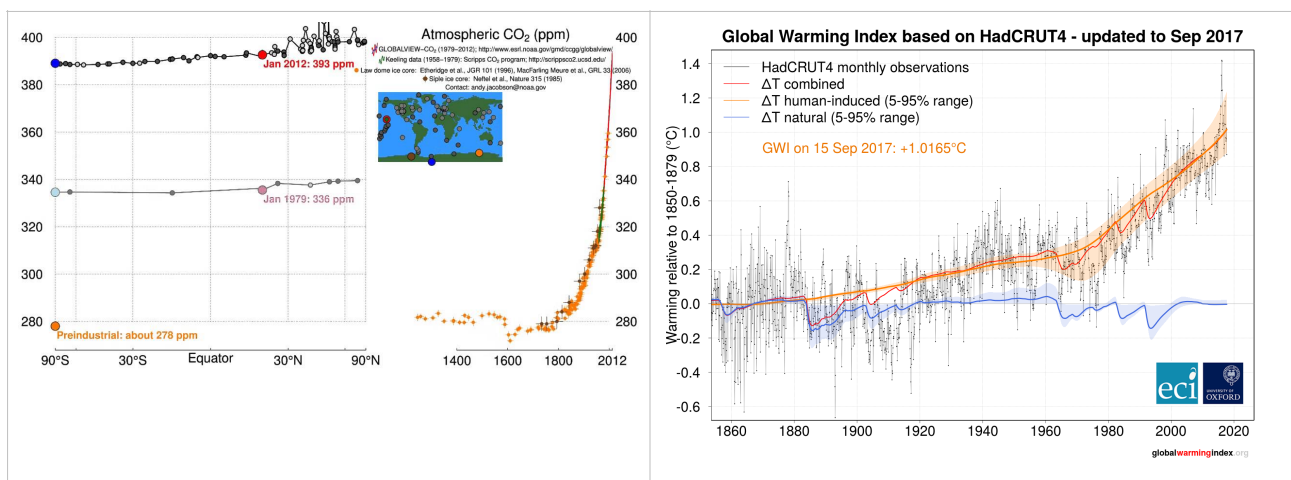 Atmospheric CO₂ (ppm)
GLOBALVIEW−CO₂ (1979−2012); http://www.esrl.noaa.gov/gmd/ccgg/globalview/
Keeling data (1958−1979): Scripps CO₂ program; http://scrippsco2.ucsd.edu/
Law dome ice core: Etheridge et al., JGR 101 (1996), MacFarling Meure et al., GRL 33 (2006)
Siple ice core: Neftel et al., Nature 315 (1985)
Contact: andy.jacobson@noaa.gov
400
380
360
340
320
300
280
Jan 2012: 393 ppm
Jan 1979: 336 ppm
Preindustrial: about 278 ppm
90°S 30°S Equator 30°N 90°N
400
380
360
340
320
300
280
1400 1600 1800 2012
Global Warming Index based on HadCRUT4 - updated to Sep 2017
HadCRUT4 monthly observations
ΔT combined
ΔT human-induced (5-95% range)
ΔT natural (5-95% range)
GWI on 15 Sep 2017: +1.0165°C
Warming relative to 1850-1879 (°C)
1.4
1.2
1.0
0.8
0.6
0.4
0.2
0.0
-0.2
-0.4
-0.6
1860 1880 1900 1920 1940 1960 1980 2000 2020
eci
UNIVERSITY OF
OXFORD
globalwarmingindex.org